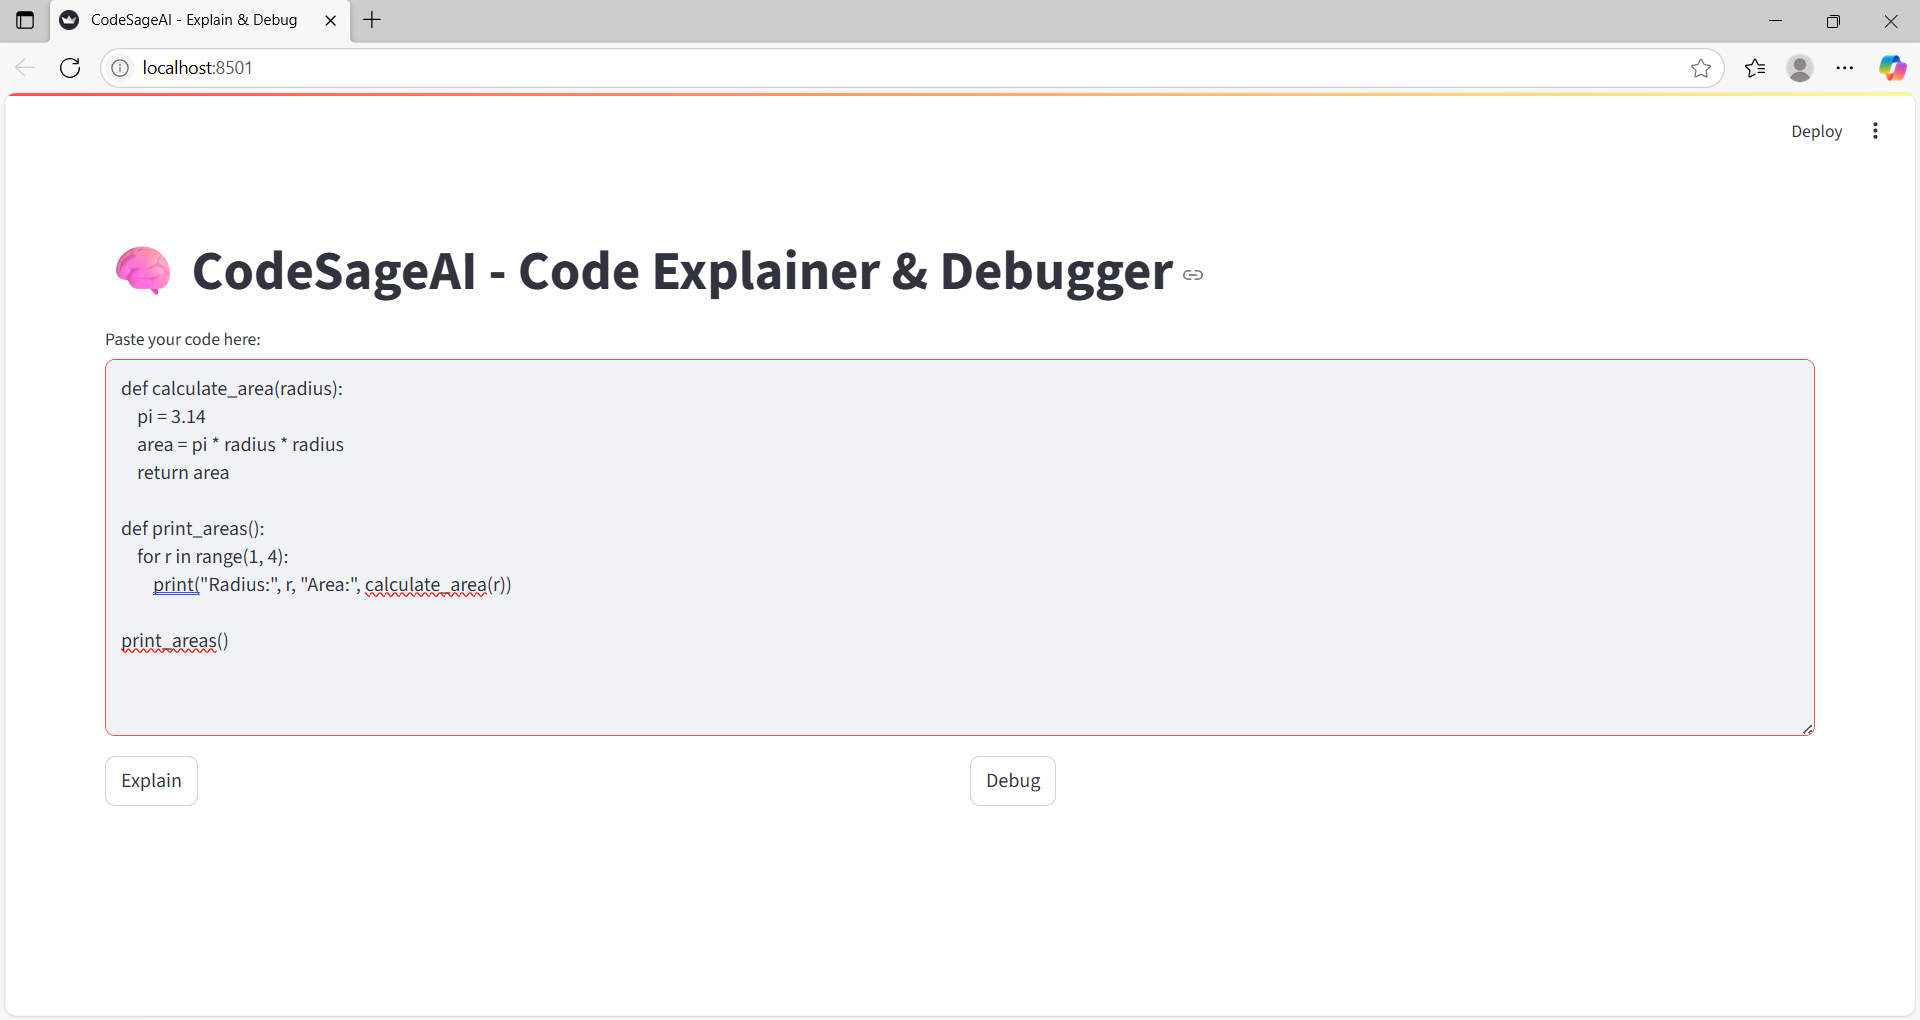 CodeSageAI - Explain & Debug
localhost:8501
Deploy
CodeSageAI - Code Explainer & Debugger
Paste your code here:
def calculate_area(radius):
    pi = 3.14
    area = pi * radius * radius
    return area

def print_areas():
    for r in range(1, 4):
        print("Radius:", r, "Area:", calculate_area(r))

print_areas()
Explain
Debug